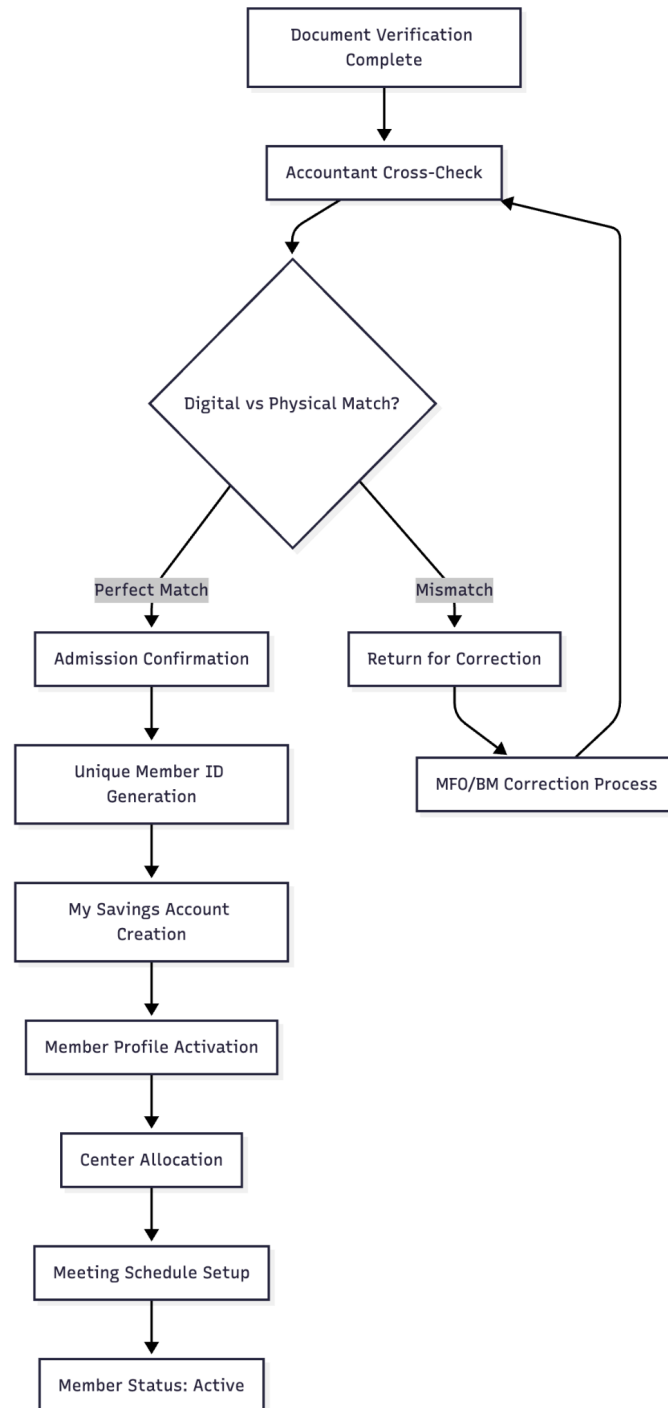 Document Verification
Complete
Accountant Cross-Check
Digital vs Physical Match?
Perfect Match
Mismatch
Admission Confirmation
Return for Correction
Unique Member ID
Generation
MFO/BM Correction Process
My Savings Account
Creation
Member Profile Activation
Center Allocation
Meeting Schedule Setup
Member Status: Active